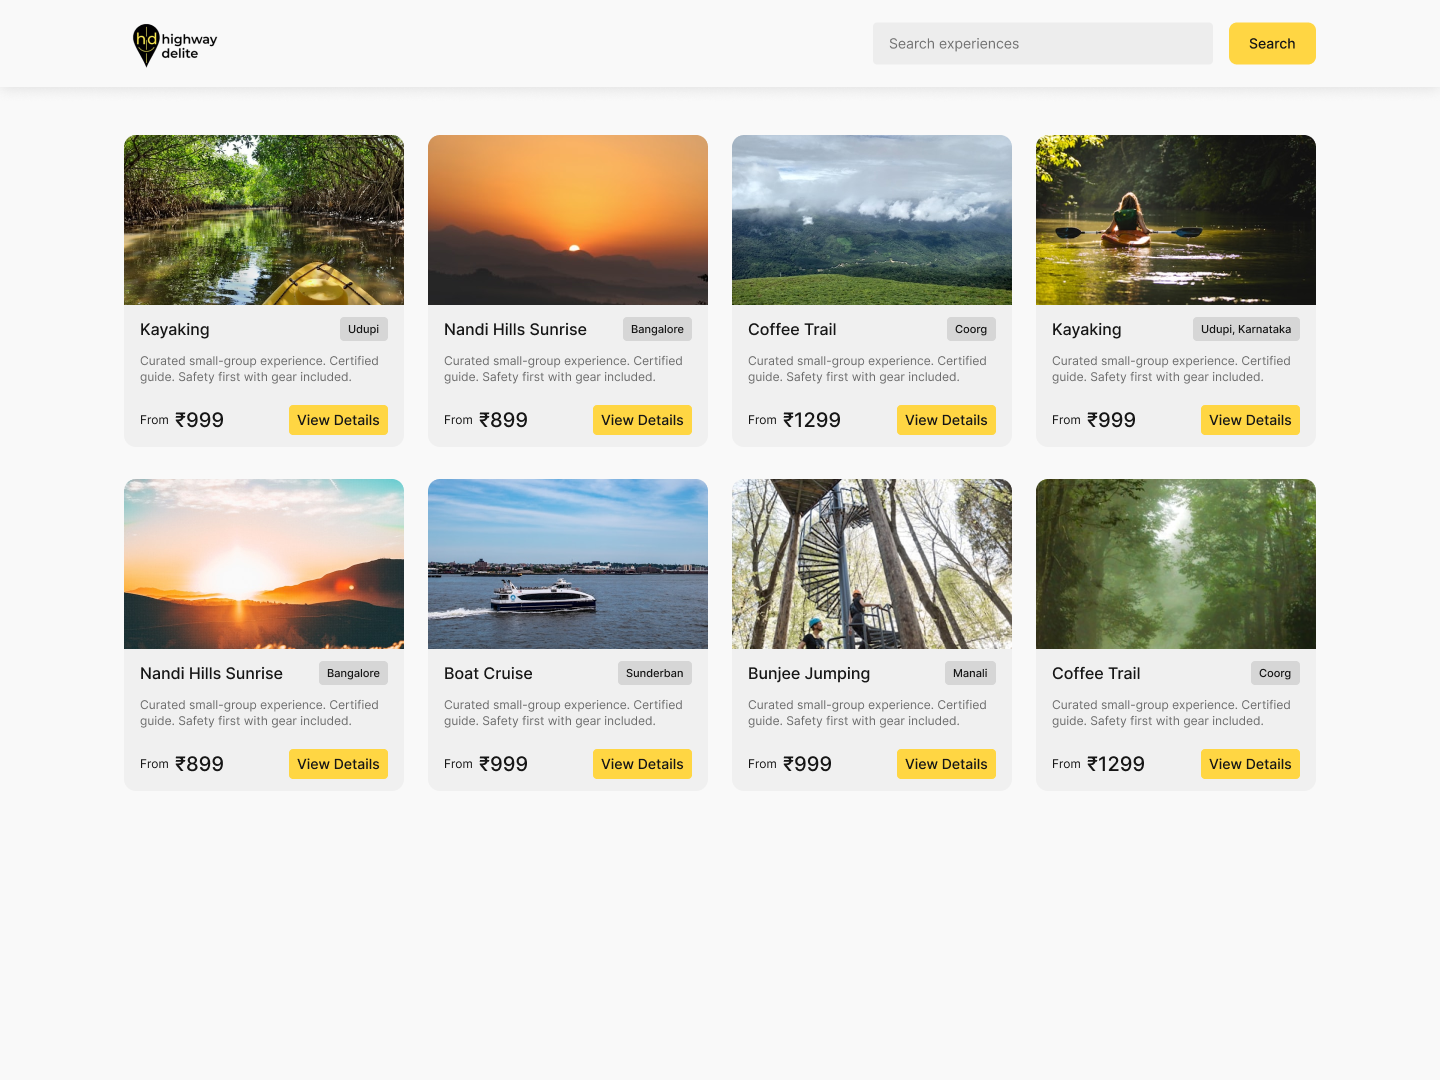 hd highway
delite
Search experiences
Search
Kayaking
Udupi
Curated small-group experience. Certified
guide. Safety first with gear included.
From ₹999
View Details
Nandi Hills Sunrise
Bangalore
Curated small-group experience. Certified
guide. Safety first with gear included.
From ₹899
View Details
Coffee Trail
Coorg
Curated small-group experience. Certified
guide. Safety first with gear included.
From ₹1299
View Details
Kayaking
Udupi, Karnataka
Curated small-group experience. Certified
guide. Safety first with gear included.
From ₹999
View Details
Nandi Hills Sunrise
Bangalore
Curated small-group experience. Certified
guide. Safety first with gear included.
From ₹899
View Details
Boat Cruise
Sunderban
Curated small-group experience. Certified
guide. Safety first with gear included.
From ₹999
View Details
Bunjee Jumping
Manali
Curated small-group experience. Certified
guide. Safety first with gear included.
From ₹999
View Details
Coffee Trail
Coorg
Curated small-group experience. Certified
guide. Safety first with gear included.
From ₹1299
View Details